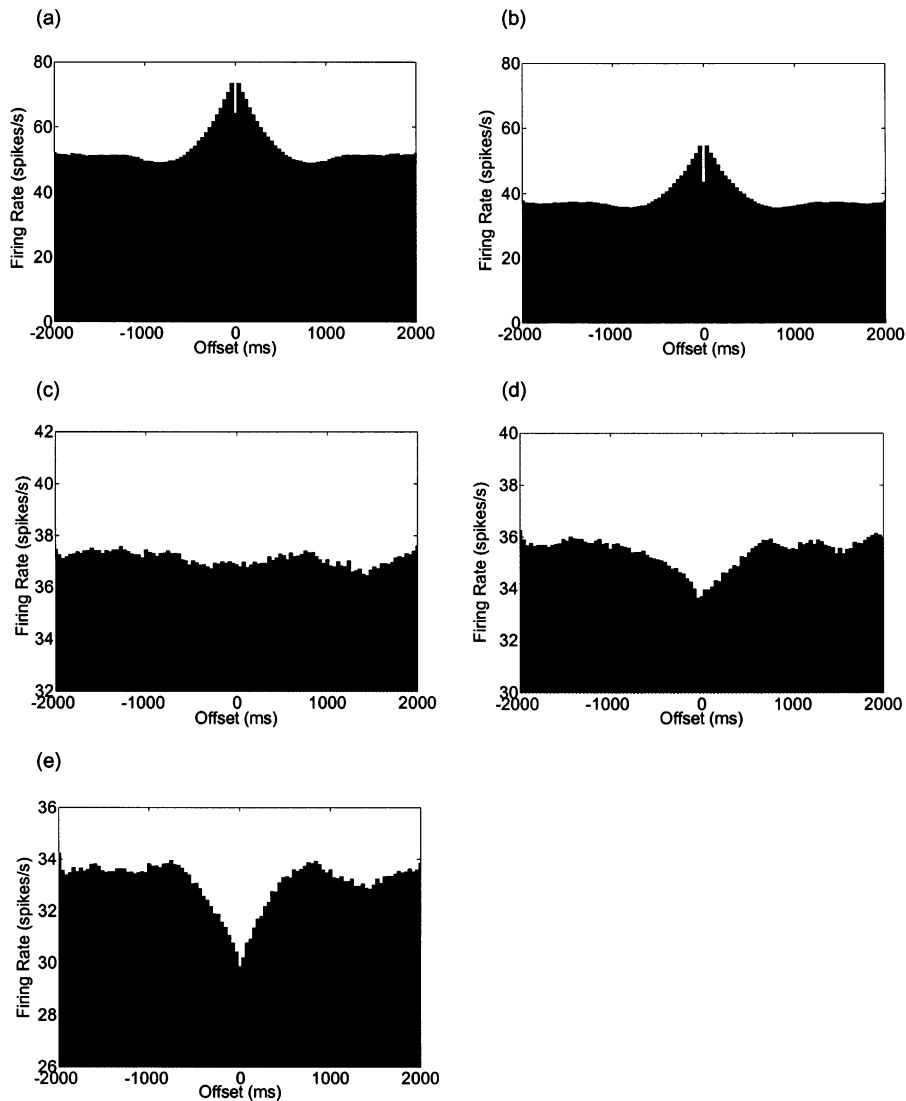 (a)
80
60
40
20
0
Firing Rate (spikes/s)
-2000 -1000 0 1000 2000
Offset (ms)
(b)
80
60
40
20
0
Firing Rate (spikes/s)
-2000 -1000 0 1000 2000
Offset (ms)
(c)
42
40
38
36
34
32
Firing Rate (spikes/s)
-2000 -1000 0 1000 2000
Offset (ms)
(d)
40
38
36
34
32
30
Firing Rate (spikes/s)
-2000 -1000 0 1000 2000
Offset (ms)
(e)
36
34
32
30
28
26
Firing Rate (spikes/s)
-2000 -1000 0 1000 2000
Offset (ms)